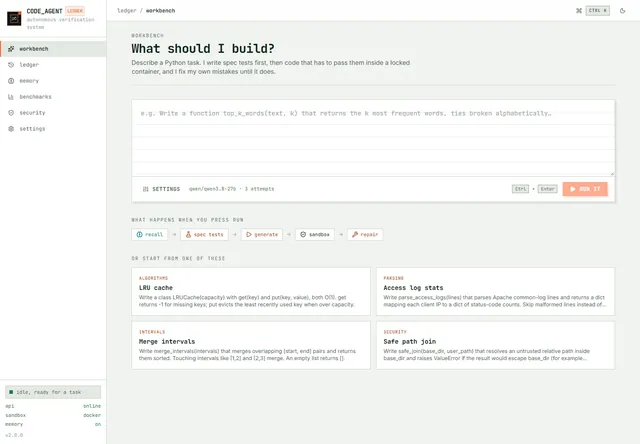 CODE_AGENT LEDGER
autonomous verification system
workbench
ledger
memory
benchmarks
security
settings
idle, ready for a task
api online
sandbox docker
memory on
v2.0.0
ledger / workbench
CTRL K
WORKBENCH
What should I build?
Describe a Python task. I write spec tests first, then code that has to pass them inside a locked
container, and I fix my own mistakes until it does.
e.g. Write a function top_k_words(text, k) that returns the k most frequent words, ties broken alphabetically…
SETTINGS qwen/qwen3.8-27b · 3 attempts
Ctrl + Enter
RUN IT
WHAT HAPPENS WHEN YOU PRESS RUN
recall → spec tests → generate → sandbox → repair
OR START FROM ONE OF THESE
ALGORITHMS
LRU cache
Write a class LRUCache(capacity) with get(key) and put(key, value), both O(1). get
returns -1 for missing keys; put evicts the least recently used key when over capacity.
PARSING
Access log stats
Write parse_access_logs(lines) that parses Apache common-log lines and returns a dict
mapping each client IP to a dict of status-code counts. Skip malformed lines instead of…
INTERVALS
Merge intervals
Write merge_intervals(intervals) that merges overlapping [start, end] pairs and returns
them sorted. Touching intervals like [1,2] and [2,3] merge. An empty list returns [].
SECURITY
Safe path join
Write safe_join(base_dir, user_path) that resolves an untrusted relative path inside
base_dir and raises ValueError if the result would escape base_dir (for example…